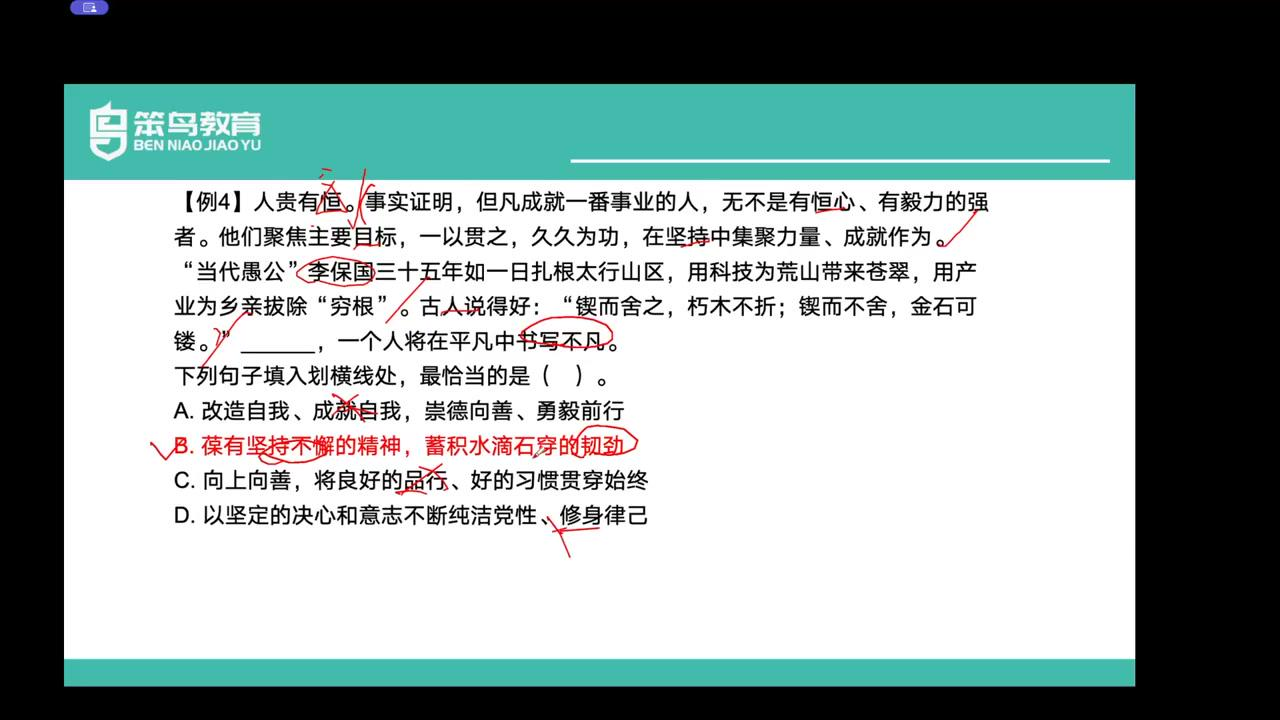 笨鸟教育
BEN NIAO JIAO YU
【例4】人贵有恒。事实证明，但凡成就一番事业的人，无不是有恒心、有毅力的强
者。他们聚焦主要目标，一以贯之，久久为功，在坚持中集聚力量、成就作为。
“当代愚公”李保国三十五年如一日扎根太行山区，用科技为荒山带来苍翠，用产
业为乡亲拔除“穷根”。古人说得好：“锲而舍之，朽木不折；锲而不舍，金石可
镂。”______，一个人将在平凡中书写不凡。
下列句子填入划横线处，最恰当的是（ ）。
A. 改造自我、成就自我，崇德向善、勇毅前行
B. 葆有坚持不懈的精神，蓄积水滴石穿的韧劲
C. 向上向善，将良好的品行、好的习惯贯穿始终
D. 以坚定的决心和意志不断纯洁党性、修身律己